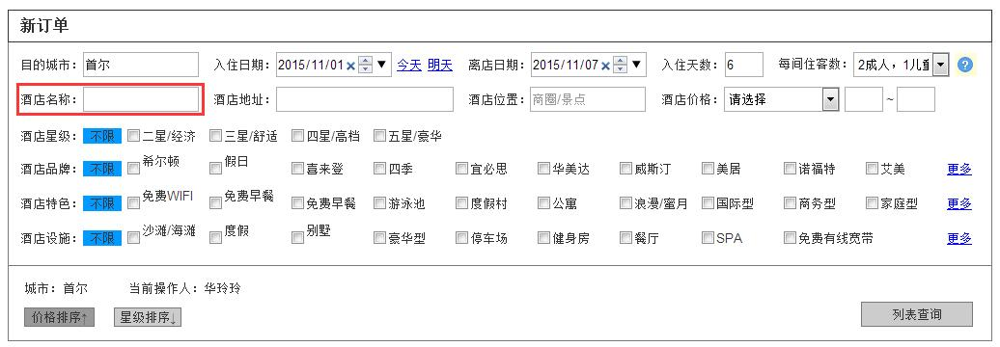 新订单
目的城市： 首尔 入住日期： 2015/11/01 今天 明天 离店日期： 2015/11/07 入住天数： 6 每间住客数： 2成人，1儿童 ?
酒店名称： 酒店地址： 酒店位置： 商圈/景点 酒店价格： 请选择 ~
酒店星级： 不限 二星/经济 三星/舒适 四星/高档 五星/豪华
酒店品牌： 不限 希尔顿 假日 喜来登 四季 宜必思 华美达 威斯汀 美居 诺福特 艾美 更多
酒店特色： 不限 免费WIFI 免费早餐 免费早餐 游泳池 度假村 公寓 浪漫/蜜月 国际型 商务型 家庭型 更多
酒店设施： 不限 沙滩/海滩 度假 别墅 豪华型 停车场 健身房 餐厅 SPA 免费有线宽带 更多
城市：首尔 当前操作人：华玲玲
价格排序↑ 星级排序↓ 列表查询